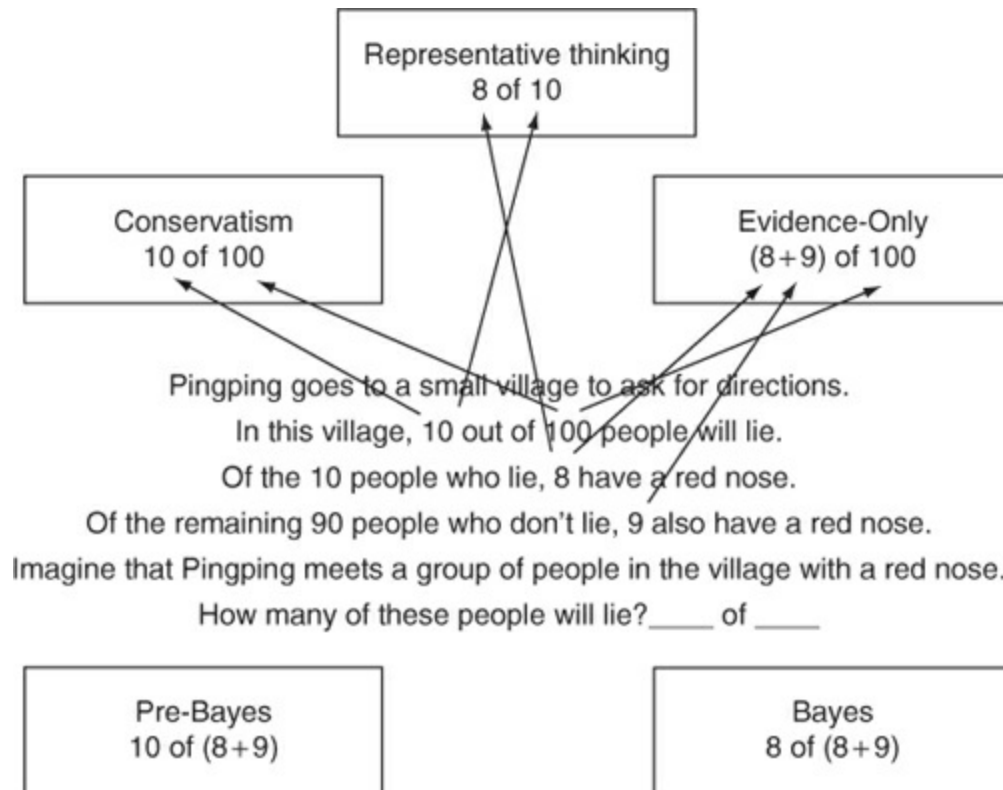 Representative thinking
8 of 10
Conservatism
10 of 100
Evidence-Only
(8+9) of 100
Pingping goes to a small village to ask for directions.
In this village, 10 out of 100 people will lie.
Of the 10 people who lie, 8 have a red nose.
Of the remaining 90 people who don't lie, 9 also have a red nose.
Imagine that Pingping meets a group of people in the village with a red nose.
How many of these people will lie?____ of ____
Pre-Bayes
10 of (8+9)
Bayes
8 of (8+9)